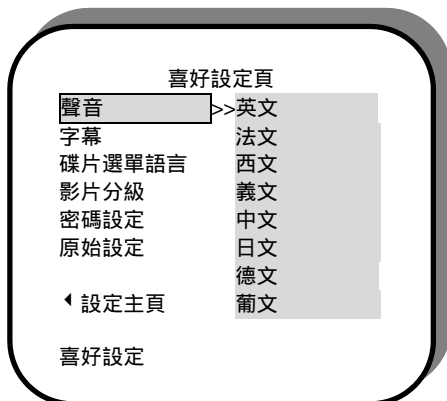 喜好設定頁
聲音 >>英文
字幕 法文
碟片選單語言 西文
影片分級 義文
密碼設定 中文
原始設定 日文
德文
設定主頁 葡文
喜好設定